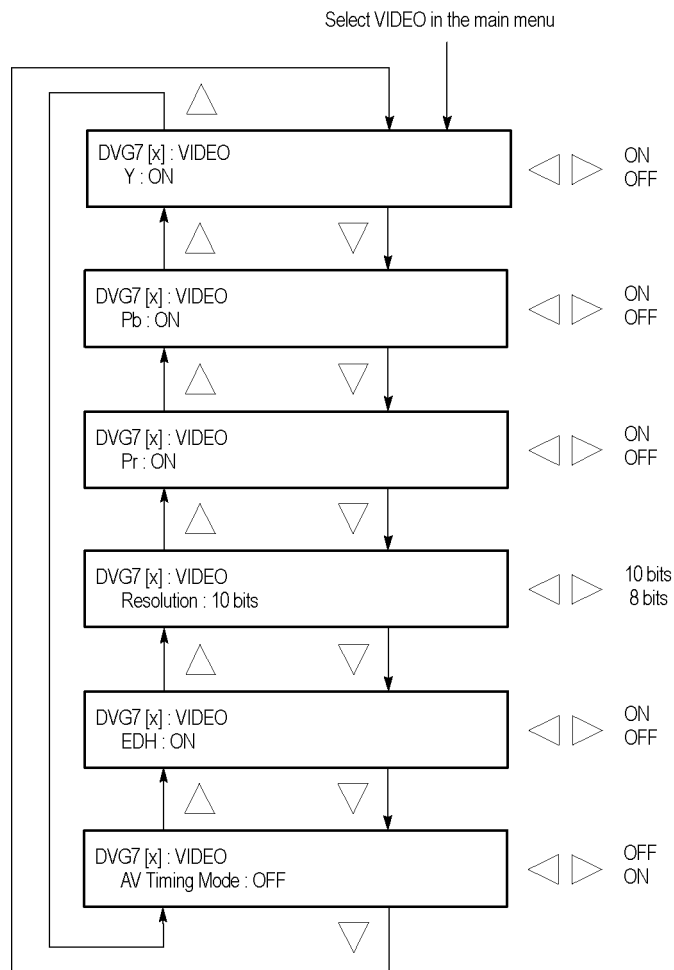 Select VIDEO in the main menu
DVG7 [x] : VIDEO
Y : ON
ON
OFF
DVG7 [x] : VIDEO
Pb : ON
ON
OFF
DVG7 [x] : VIDEO
Pr : ON
ON
OFF
DVG7 [x] : VIDEO
Resolution : 10 bits
10 bits
8 bits
DVG7 [x] : VIDEO
EDH : ON
ON
OFF
DVG7 [x] : VIDEO
AV Timing Mode : OFF
OFF
ON